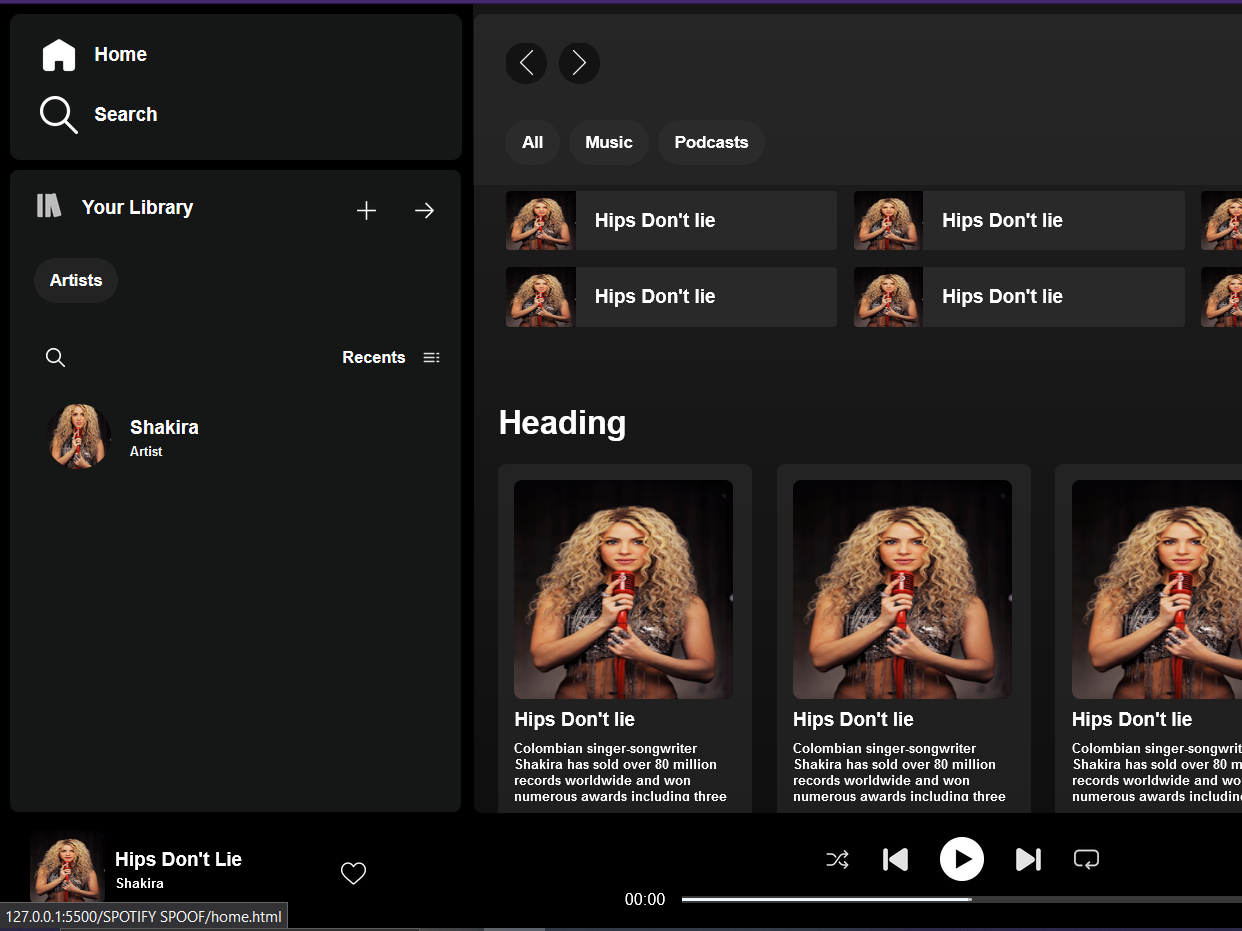 Home
Search
Your Library
Artists
Recents
Shakira
Artist
All
Music
Podcasts
Hips Don't lie
Hips Don't lie
Hips Don't lie
Hips Don't lie
Heading
Hips Don't lie
Colombian singer-songwriter
Shakira has sold over 80 million
records worldwide and won
numerous awards including three
Hips Don't lie
Colombian singer-songwriter
Shakira has sold over 80 million
records worldwide and won
numerous awards including three
Hips Don't lie
Colombian singer-songwrit
Shakira has sold over 80 m
records worldwide and wo
numerous awards includin
Hips Don't Lie
Shakira
00:00
127.0.0.1:5500/SPOTIFY SPOOF/home.html